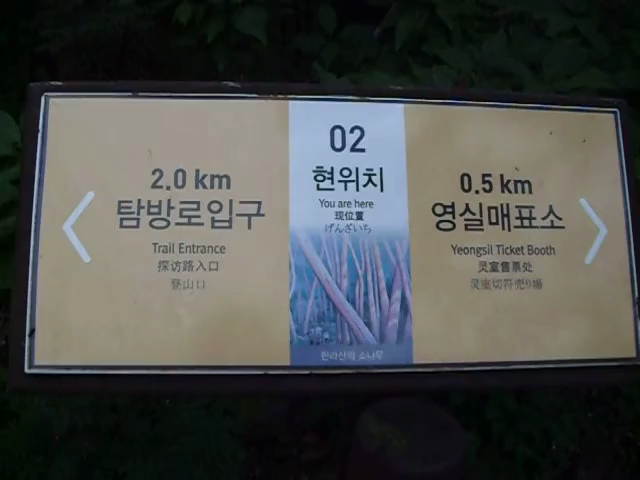 2.0 km
탐방로입구
Trail Entrance
探访路入口
登山口
02
현위치
You are here
现位置
げんざいち
한라산의 소나무
0.5 km
영실매표소
Yeongsil Ticket Booth
灵室售票处
灵室切符売り場